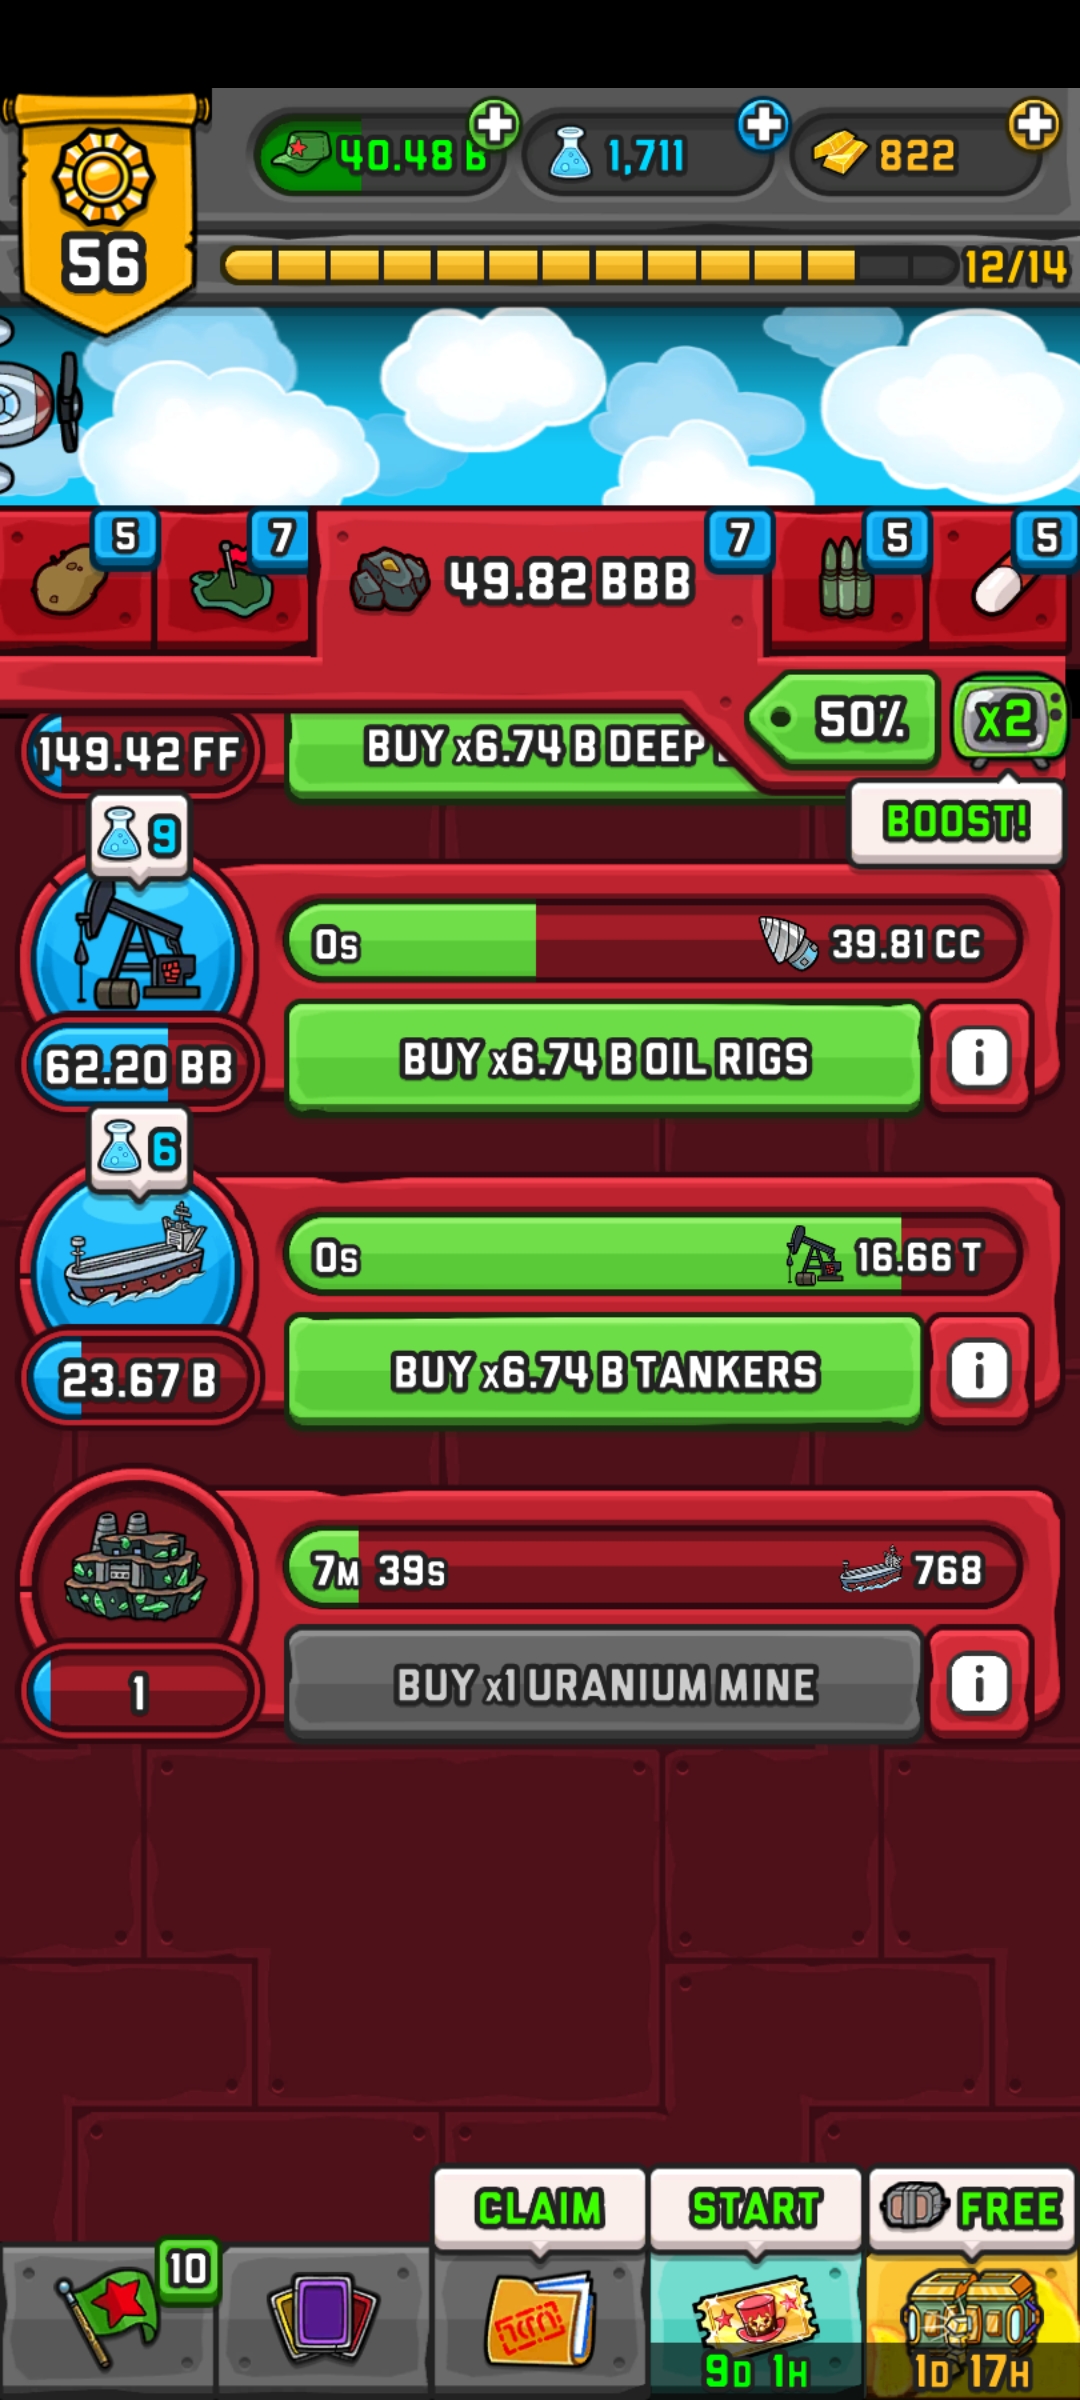 40.48 B
1,711
822
56
12/14
5
7
49.82 BBB
7
5
5
50%
x2
BOOST!
149.42 FF
BUY x6.74 B DEEP
9
0s
39.81 CC
62.20 BB
BUY x6.74 B OIL RIGS
i
6
0s
16.66 T
23.67 B
BUY x6.74 B TANKERS
i
7M 39s
768
1
BUY x1 URANIUM MINE
i
CLAIM
START
FREE
10
9D 1H
1D 17H